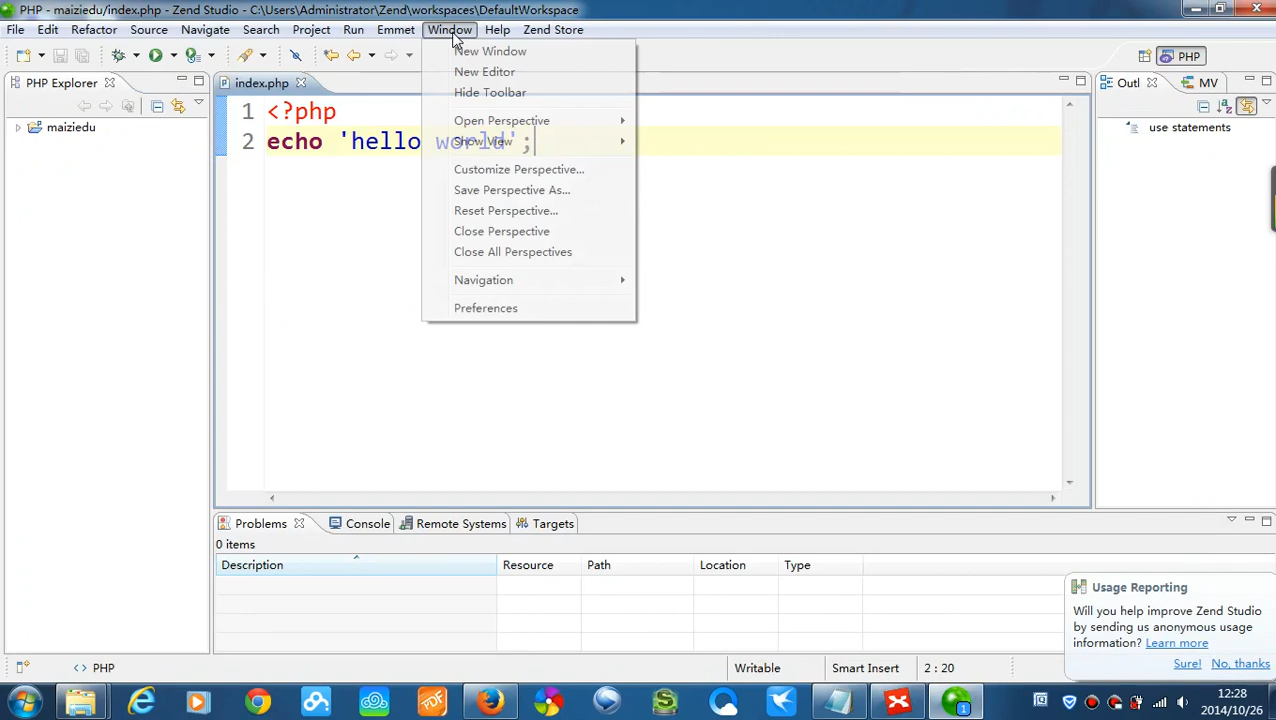 PHP - maiziedu/index.php - Zend Studio - C:\Users\Administrator\Zend\workspaces\DefaultWorkspace
File Edit Refactor Source Navigate Search Project Run Emmet Window Help Zend Store
PHP
PHP Explorer
maiziedu
index.php
1 <?php
2 echo 'hello world';
New Window
New Editor
Hide Toolbar
Open Perspective
Show View
Customize Perspective...
Save Perspective As...
Reset Perspective...
Close Perspective
Close All Perspectives
Navigation
Preferences
Outl
MV
use statements
Problems Console Remote Systems Targets
0 items
Description Resource Path Location Type
Usage Reporting
Will you help improve Zend Studio
by sending us anonymous usage
information? Learn more
Sure! No, thanks
PHP Writable Smart Insert 2 : 20
PDF
S
1
12:28
2014/10/26